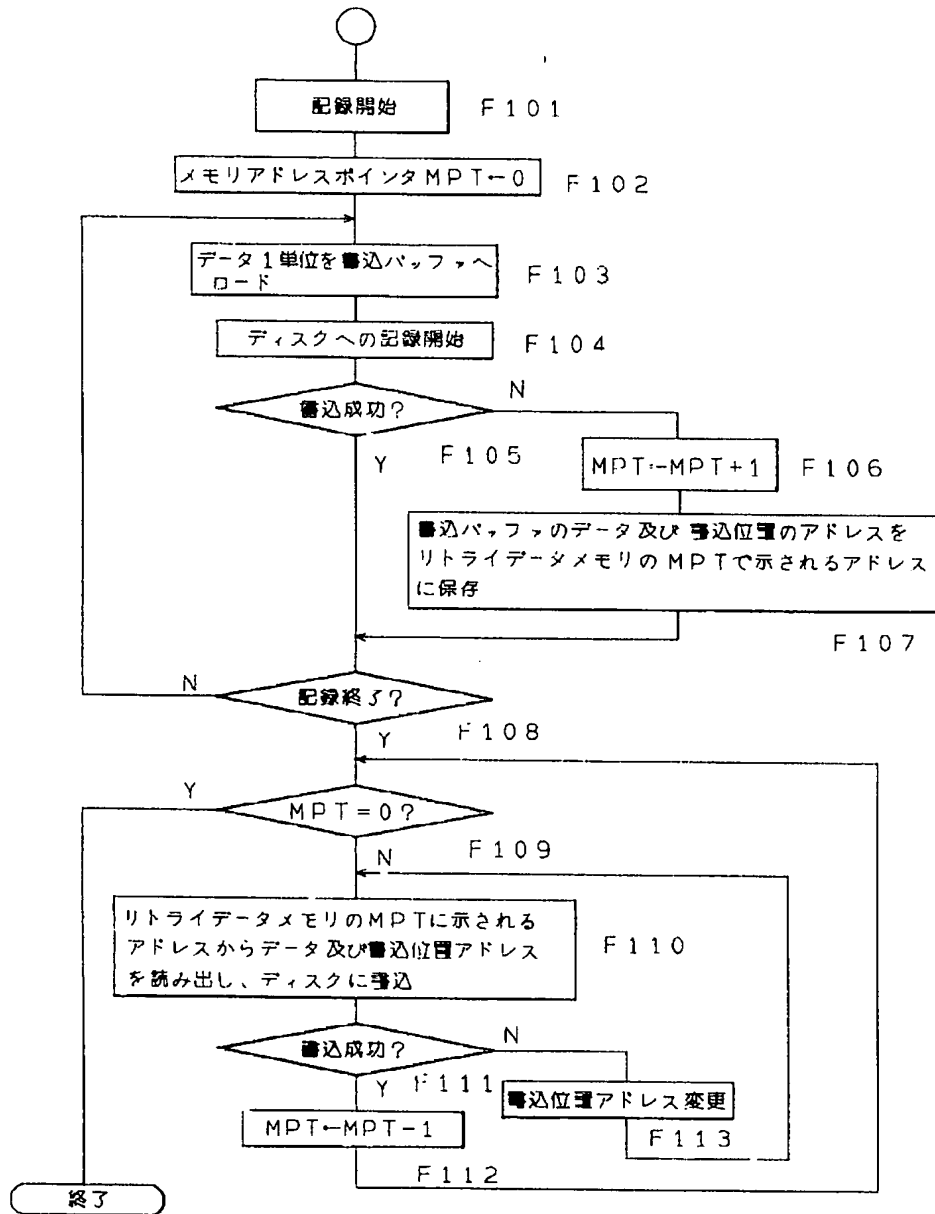 記録開始
F101
メモリアドレスポインタMPT←0
F102
データ1単位を書込バッファへ
ロード
F103
ディスクへの記録開始
F104
書込成功?
N
F105
Y
MPT←MPT+1
F106
書込バッファのデータ及び書込位置のアドレスを
リトライデータメモリのMPTで示されるアドレス
に保存
F107
N
記録終了?
F108
Y
Y
MPT=0?
F109
N
リトライデータメモリのMPTに示される
アドレスからデータ及び書込位置アドレス
を読み出し、ディスクに書込
F110
書込成功?
N
Y
F111
書込位置アドレス変更
F113
MPT←MPT-1
F112
終了